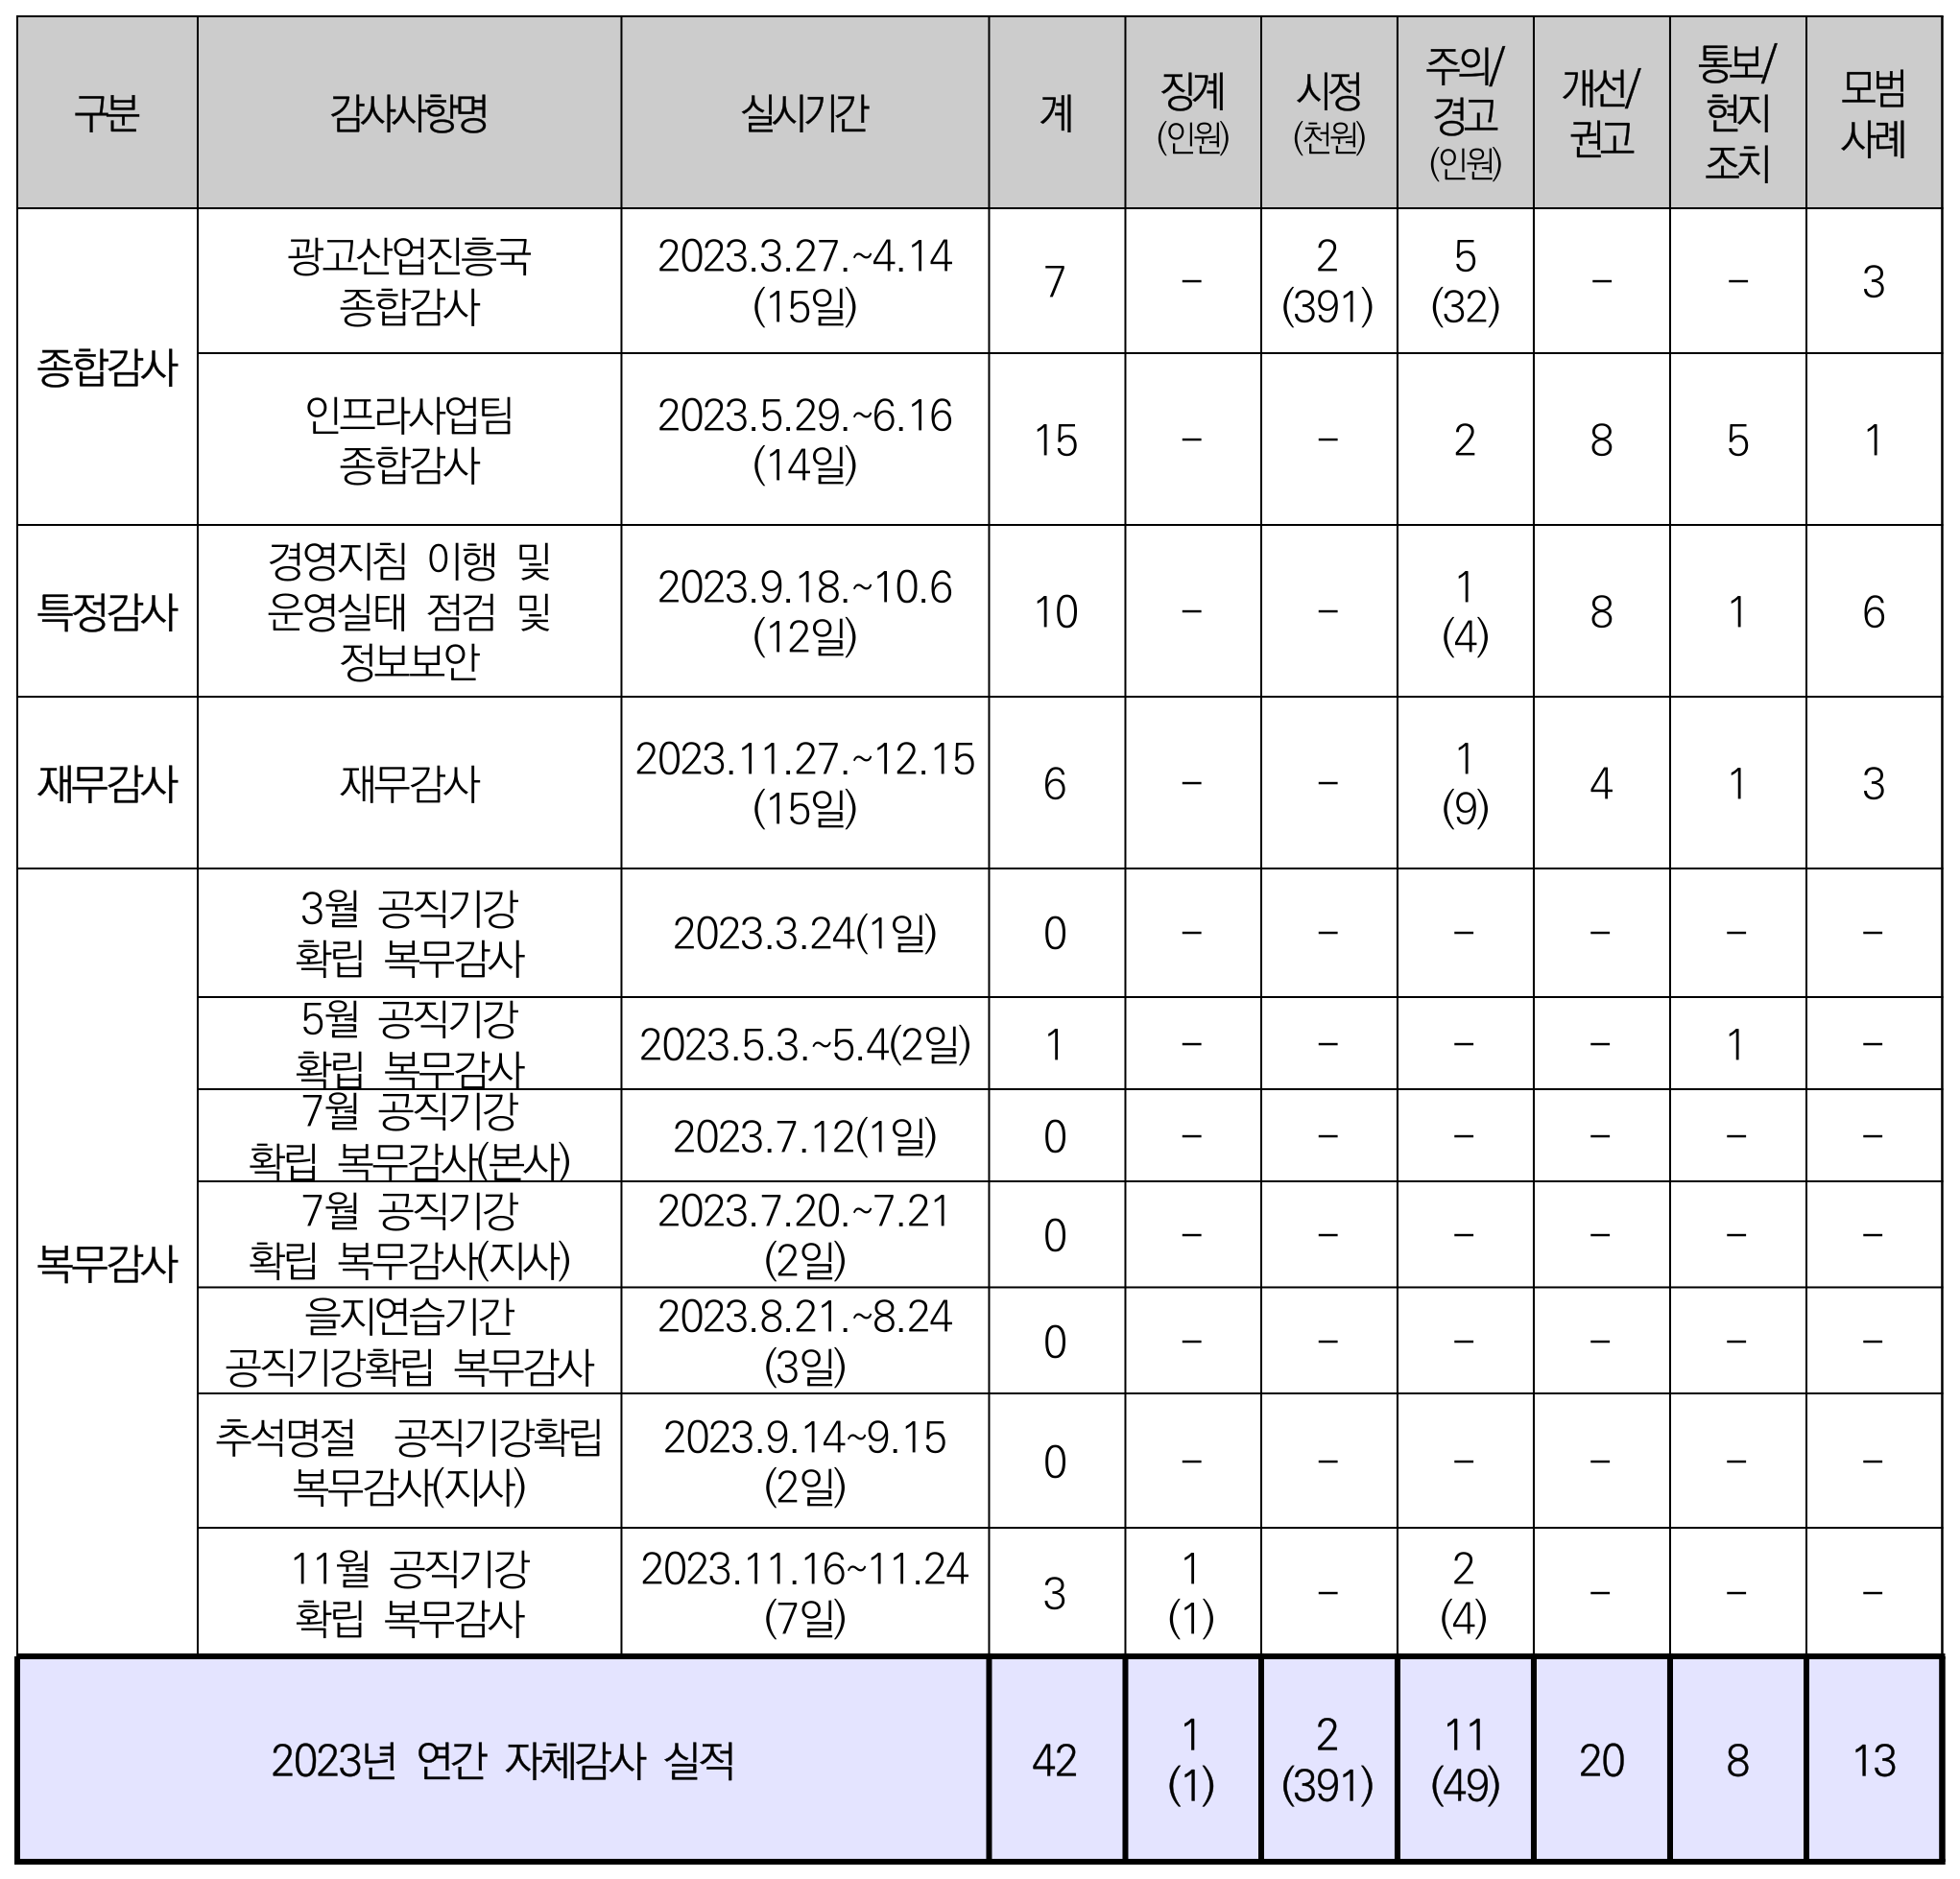 구분
감사사항명
실시기간
계
징계
(인원)
시정
(천원)
주의/
경고
(인원)
개선/
권고
통보/
현지
조치
모범
사례
종합감사
광고산업진흥국
종합감사
2023.3.27.~4.14
(15일)
7
–
2
(391)
5
(32)
–
–
3
인프라사업팀
종합감사
2023.5.29.~6.16
(14일)
15
–
–
2
8
5
1
특정감사
경영지침 이행 및
운영실태 점검 및
정보보안
2023.9.18.~10.6
(12일)
10
–
–
1
(4)
8
1
6
재무감사
재무감사
2023.11.27.~12.15
(15일)
6
–
–
1
(9)
4
1
3
복무감사
3월 공직기강
확립 복무감사
2023.3.24(1일)
0
–
–
–
–
–
–
5월 공직기강
확립 복무감사
2023.5.3.~5.4(2일)
1
–
–
–
–
1
–
7월 공직기강
확립 복무감사(본사)
2023.7.12(1일)
0
–
–
–
–
–
–
7월 공직기강
확립 복무감사(지사)
2023.7.20.~7.21
(2일)
0
–
–
–
–
–
–
을지연습기간
공직기강확립 복무감사
2023.8.21.~8.24
(3일)
0
–
–
–
–
–
–
추석명절 공직기강확립
복무감사(지사)
2023.9.14~9.15
(2일)
0
–
–
–
–
–
–
11월 공직기강
확립 복무감사
2023.11.16~11.24
(7일)
3
1
(1)
–
2
(4)
–
–
–
2023년 연간 자체감사 실적
42
1
(1)
2
(391)
11
(49)
20
8
13